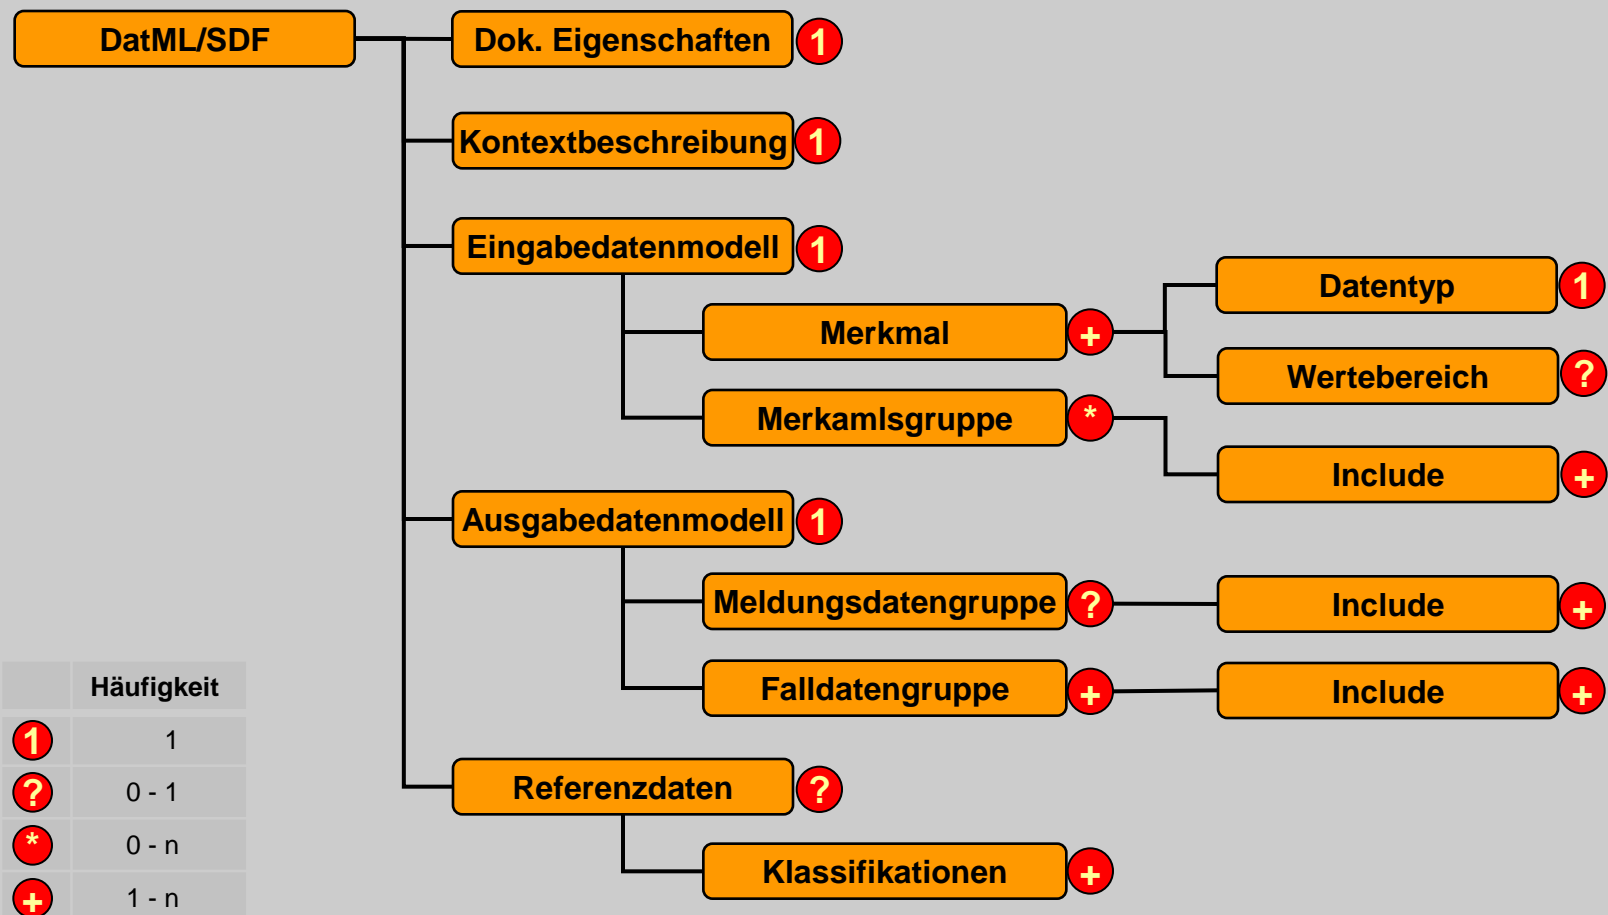 DatML/SDF
Dok. Eigenschaften 1
Kontextbeschreibung 1
Eingabedatenmodell 1
Merkmal +
Datentyp 1
Wertebereich ?
Merkamlsgruppe *
Include +
Ausgabedatenmodell 1
Meldungsdatengruppe ?
Include +
Falldatengruppe +
Include +
Referenzdaten ?
Klassifikationen +
Häufigkeit
1 1
? 0 - 1
* 0 - n
+ 1 - n